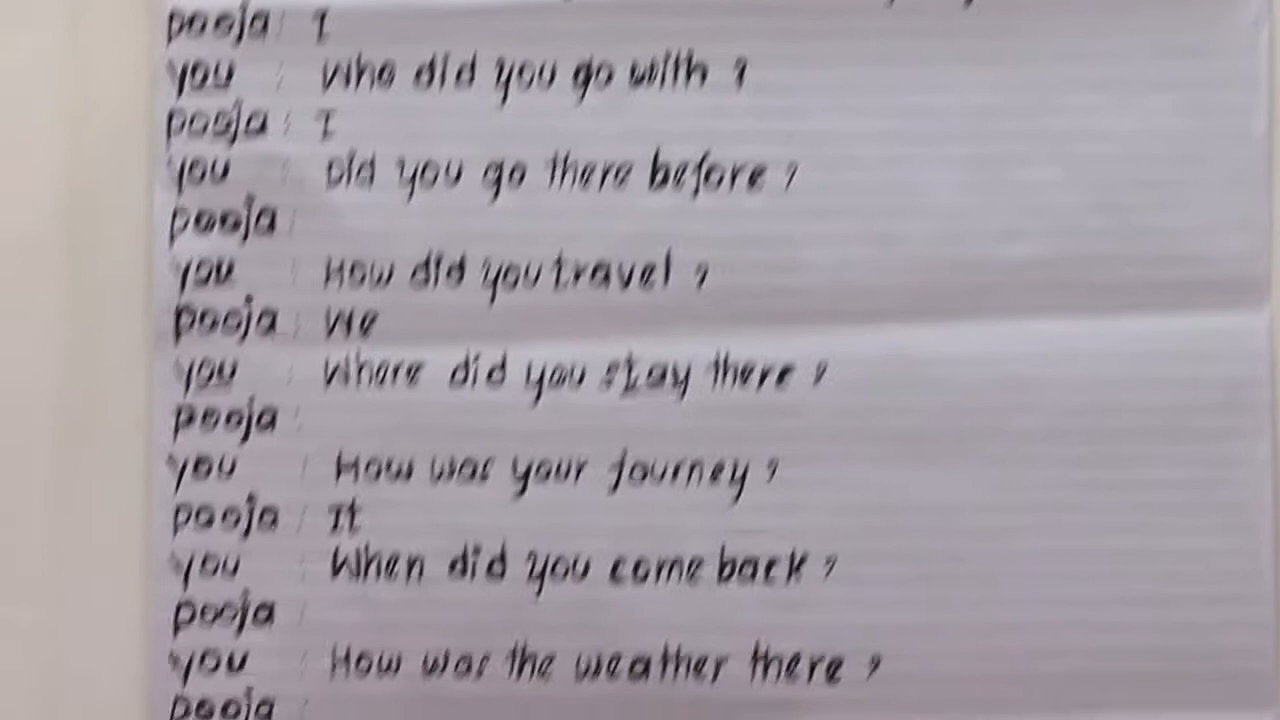 pooja : I
you : Who did you go with ?
pooja : I
you : Did you go there before ?
pooja :
you : How did you travel ?
pooja : We
you : Where did you stay there ?
pooja :
you : How was your journey ?
pooja : It
you : When did you come back ?
pooja :
you : How was the weather there ?
pooja :